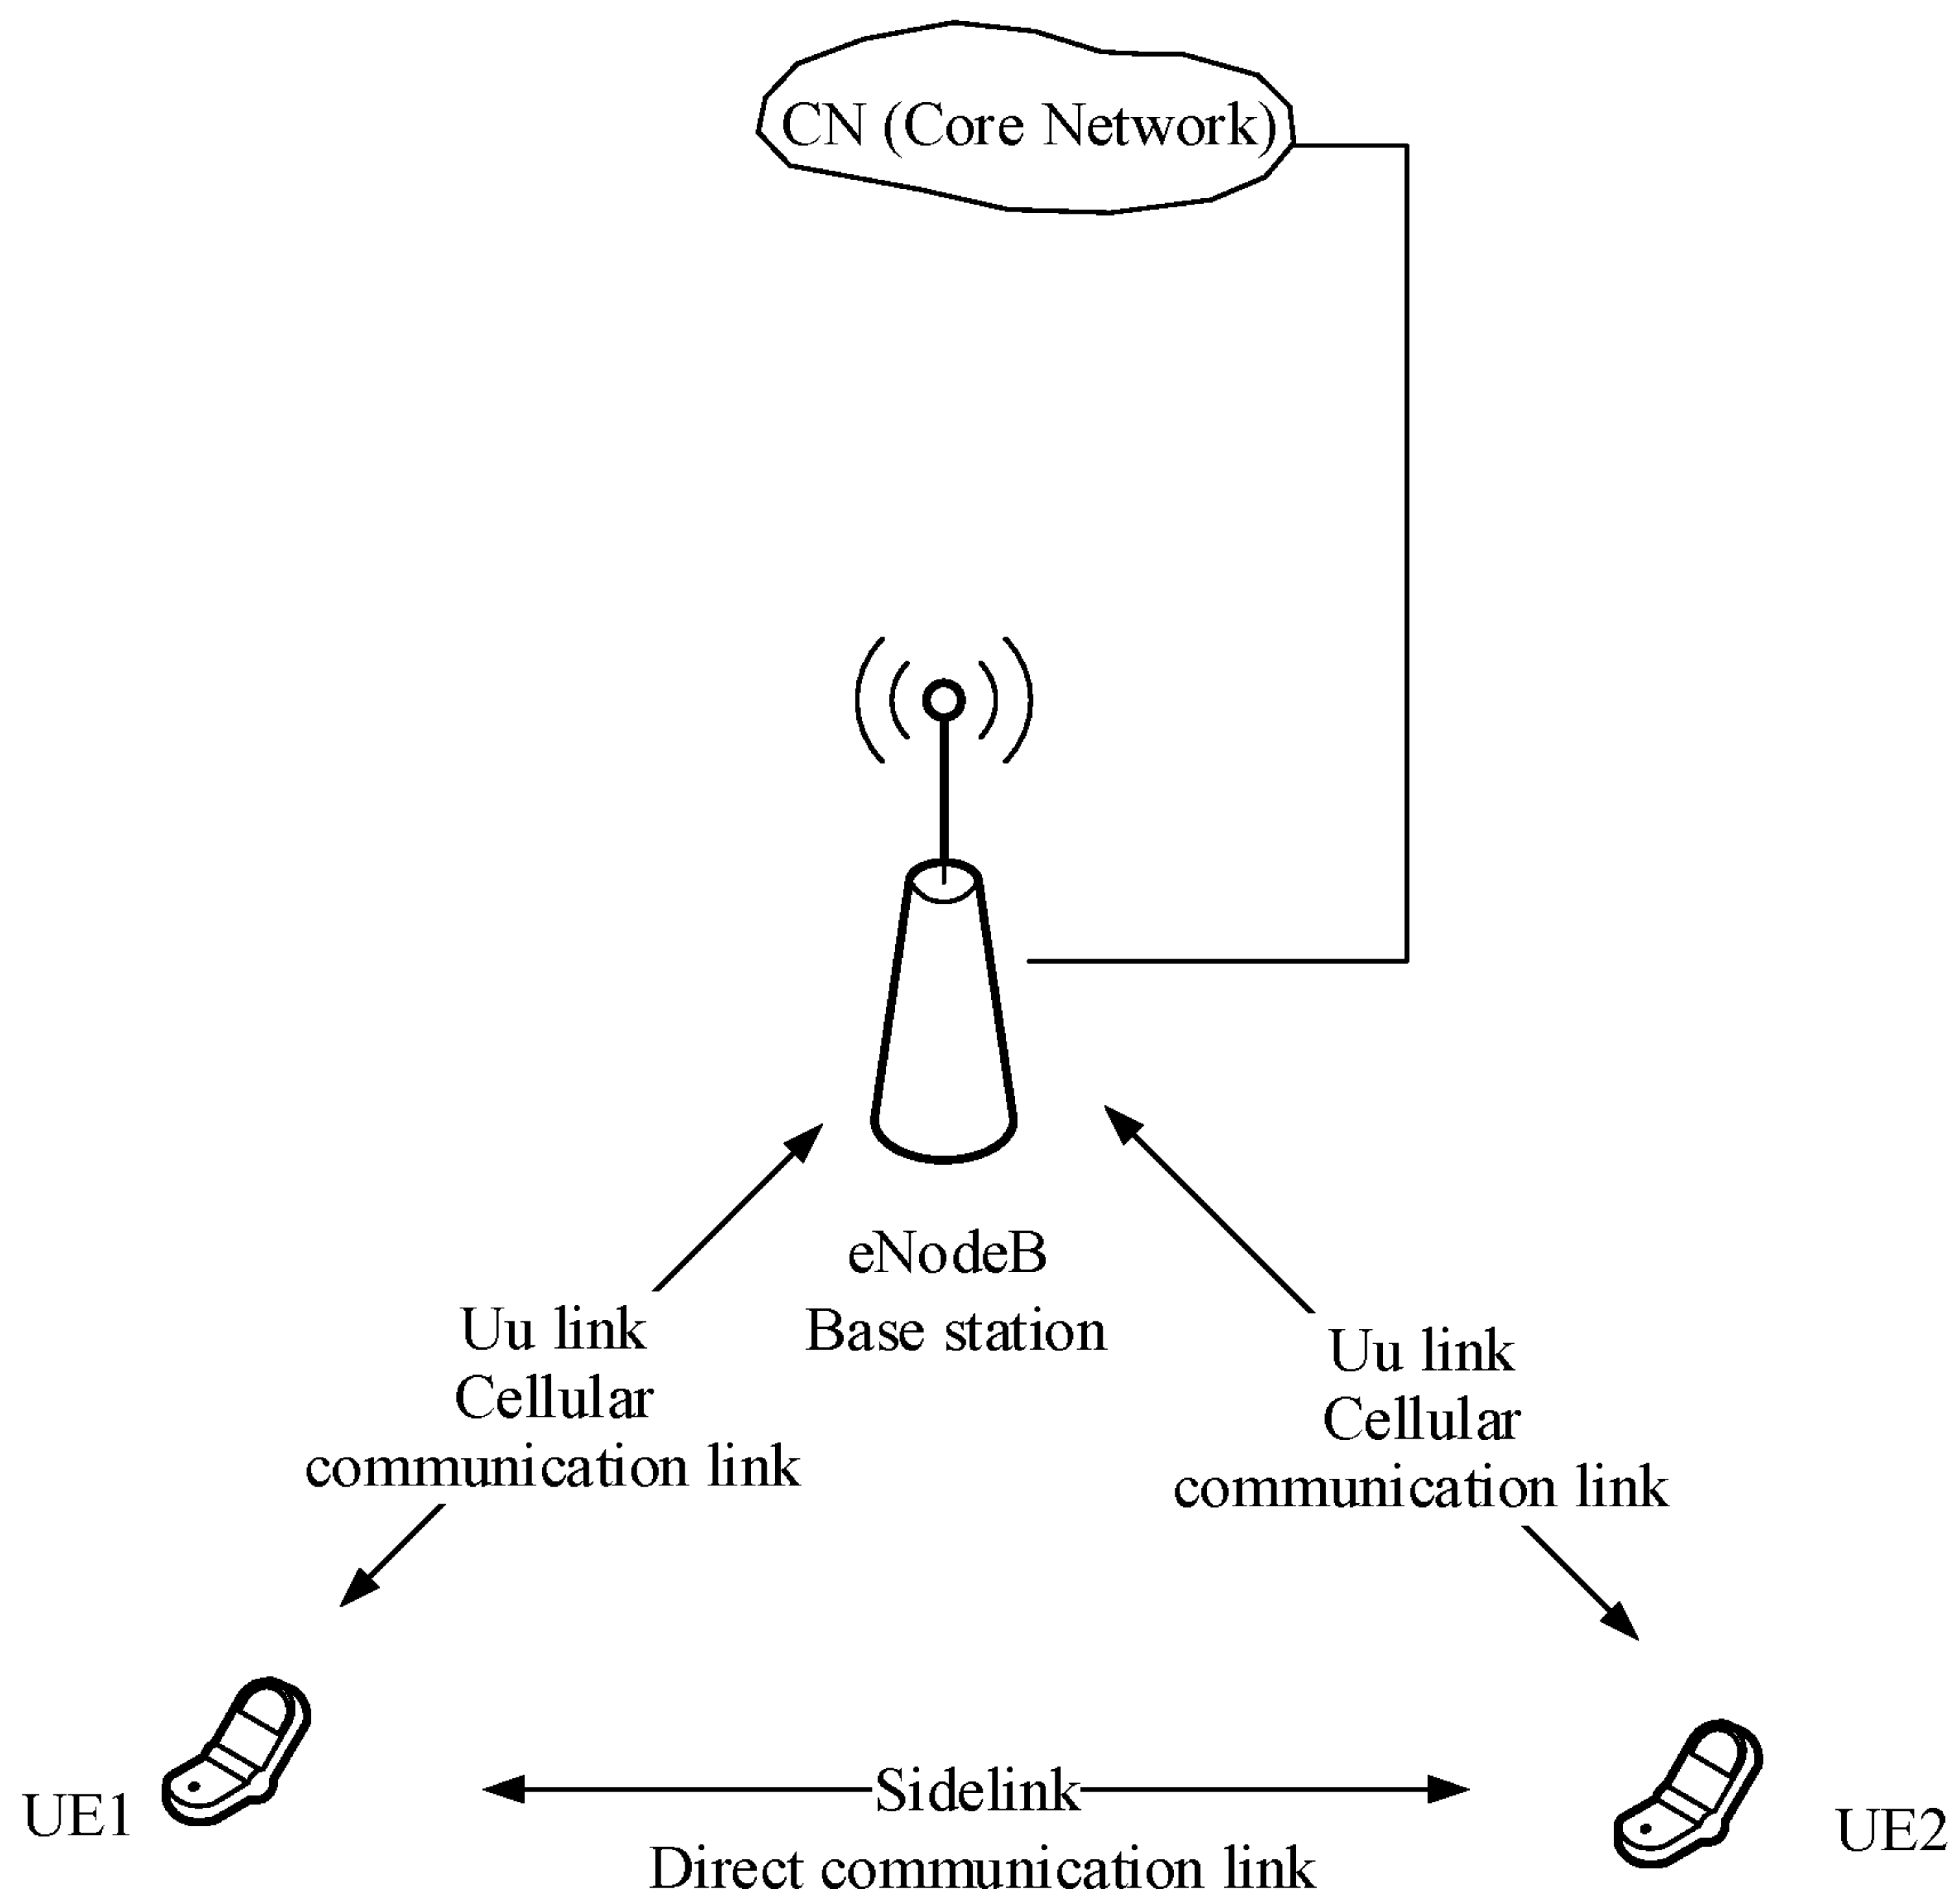 CN (Core Network)
eNodeB
Base station
Uu link
Cellular
communication link
Uu link
Cellular
communication link
UE1
Sidelink
Direct communication link
UE2